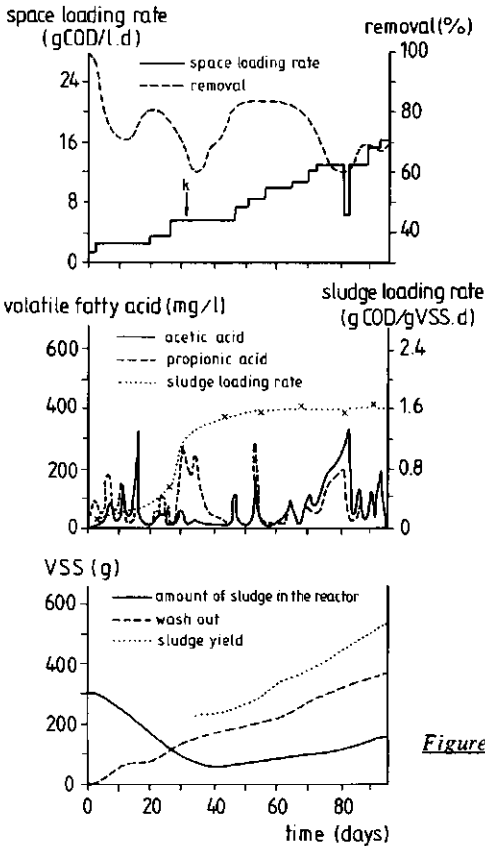 space loading rate
(gCOD/l.d)
removal(%)
space loading rate
removal
24
16
8
0
100
80
60
40
k
volatile fatty acid (mg/l)
sludge loading rate
(g COD/gVSS.d)
acetic acid
propionic acid
sludge loading rate
600
400
200
0
2.4
1.6
0.8
0
VSS (g)
amount of sludge in the reactor
wash out
sludge yield
600
400
200
0
0 20 40 60 80
time (days)
Figure